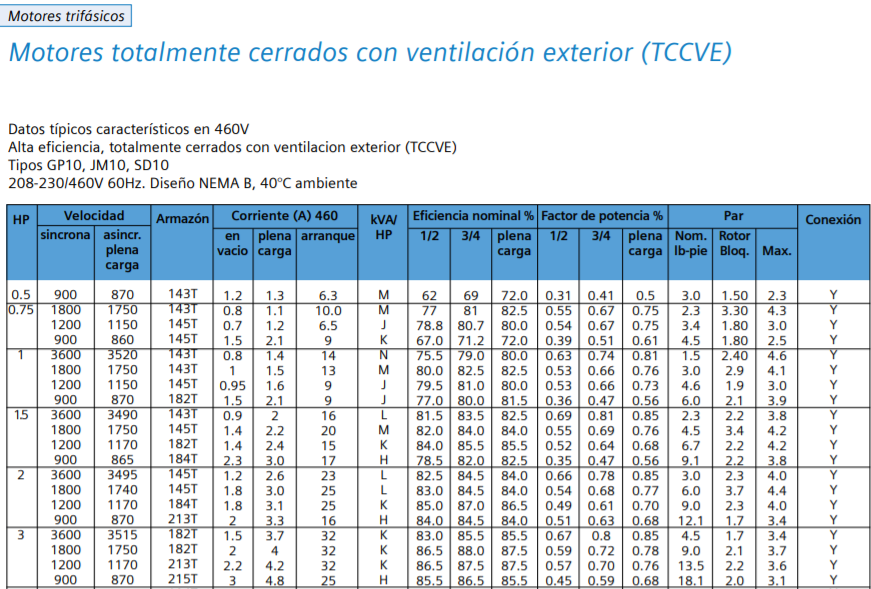 Motores trifásicos
Motores totalmente cerrados con ventilación exterior (TCCVE)
Datos típicos característicos en 460V
Alta eficiencia, totalmente cerrados con ventilacion exterior (TCCVE)
Tipos GP10, JM10, SD10
208-230/460V 60Hz. Diseño NEMA B, 40°C ambiente
HP Velocidad Armazón Corriente (A) 460 kVA/ HP Eficiencia nominal % Factor de potencia % Par Conexión
sincrona asincr. plena carga en vacio plena carga arranque 1/2 3/4 plena carga 1/2 3/4 plena carga Nom. lb-pie Rotor Bloq. Max.
0.5 900 870 143T 1.2 1.3 6.3 M 62 69 72.0 0.31 0.41 0.5 3.0 1.50 2.3 Y
0.75 1800 1750 143T 0.8 1.1 10.0 M 77 81 82.5 0.55 0.67 0.75 2.3 3.30 4.3 Y
1200 1150 145T 0.7 1.2 6.5 J 78.8 80.7 80.0 0.54 0.67 0.75 3.4 1.80 3.0 Y
900 860 145T 1.5 2.1 9 K 67.0 71.2 72.0 0.39 0.51 0.61 4.5 1.80 2.5 Y
1 3600 3520 143T 0.8 1.4 14 N 75.5 79.0 80.0 0.63 0.74 0.81 1.5 2.40 4.6 Y
1800 1750 143T 1 1.5 13 M 80.0 82.5 82.5 0.53 0.66 0.76 3.0 2.9 4.1 Y
1200 1150 145T 0.95 1.6 9 J 79.5 81.0 80.0 0.53 0.66 0.73 4.6 1.9 3.0 Y
900 870 182T 1.5 2.1 9 J 77.0 80.0 81.5 0.36 0.47 0.56 6.0 2.1 3.9 Y
1.5 3600 3490 143T 0.9 2 16 L 81.5 83.5 82.5 0.69 0.81 0.85 2.3 2.2 3.8 Y
1800 1750 145T 1.4 2.2 20 M 82.0 84.0 84.0 0.55 0.69 0.76 4.5 3.4 4.2 Y
1200 1170 182T 1.4 2.4 15 K 84.0 85.5 85.5 0.52 0.64 0.68 6.7 2.2 4.2 Y
900 865 184T 2.3 3.0 17 H 78.5 82.0 82.5 0.35 0.47 0.56 9.1 2.2 3.8 Y
2 3600 3495 145T 1.2 2.6 23 L 82.5 84.5 84.0 0.66 0.78 0.85 3.0 2.3 4.0 Y
1800 1740 145T 1.8 3.0 25 L 83.0 84.5 84.0 0.54 0.68 0.77 6.0 3.7 4.4 Y
1200 1170 184T 1.8 3.1 25 K 85.0 87.0 86.5 0.49 0.61 0.70 9.0 2.3 4.0 Y
900 870 213T 2 3.3 16 H 84.0 84.5 84.0 0.51 0.63 0.68 12.1 1.7 3.4 Y
3 3600 3515 182T 1.5 3.7 32 K 83.0 85.5 85.5 0.67 0.8 0.85 4.5 1.7 3.4 Y
1800 1750 182T 2 4 32 K 86.5 88.0 87.5 0.59 0.72 0.78 9.0 2.1 3.7 Y
1200 1170 213T 2.2 4.2 32 K 86.5 87.5 87.5 0.57 0.70 0.76 13.5 2.2 3.6 Y
900 870 215T 3 4.8 25 H 85.5 86.5 85.5 0.45 0.59 0.68 18.1 2.0 3.1 Y